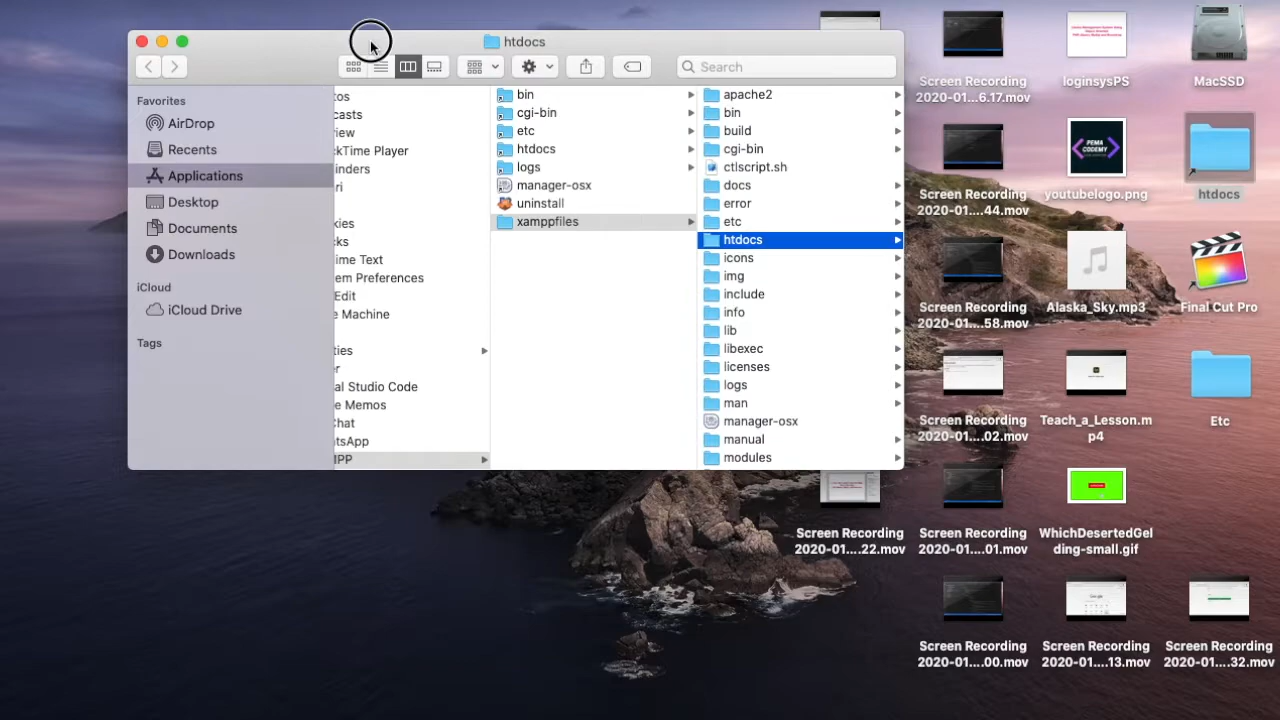 htdocs
Search
Favorites
AirDrop
Recents
Applications
Desktop
Documents
Downloads
iCloud
iCloud Drive
Tags
tos
casts
iew
ckTime Player
inders
ri
kies
ks
ime Text
em Preferences
Edit
e Machine
ties
er
al Studio Code
e Memos
hat
atsApp
MPP
bin
cgi-bin
etc
htdocs
logs
manager-osx
uninstall
xamppfiles
apache2
bin
build
cgi-bin
ctlscript.sh
docs
error
etc
htdocs
icons
img
include
info
lib
libexec
licenses
logs
man
manager-osx
manual
modules
Screen Recording
2020-01...6.17.mov
loginsysPS
MacSSD
Screen Recording
2020-01....44.mov
PEMA
CODEMY
youtubelogo.png
htdocs
Screen Recording
2020-01....58.mov
Alaska_Sky.mp3
Final Cut Pro
Screen Recording
2020-01....02.mov
Teach_a_Lesson.m
p4
Etc
Screen Recording
2020-01....22.mov
Screen Recording
2020-01....01.mov
WhichDesertedGel
ding-small.gif
Screen Recording
2020-01....00.mov
Screen Recording
2020-01....13.mov
Screen Recording
2020-01....32.mov